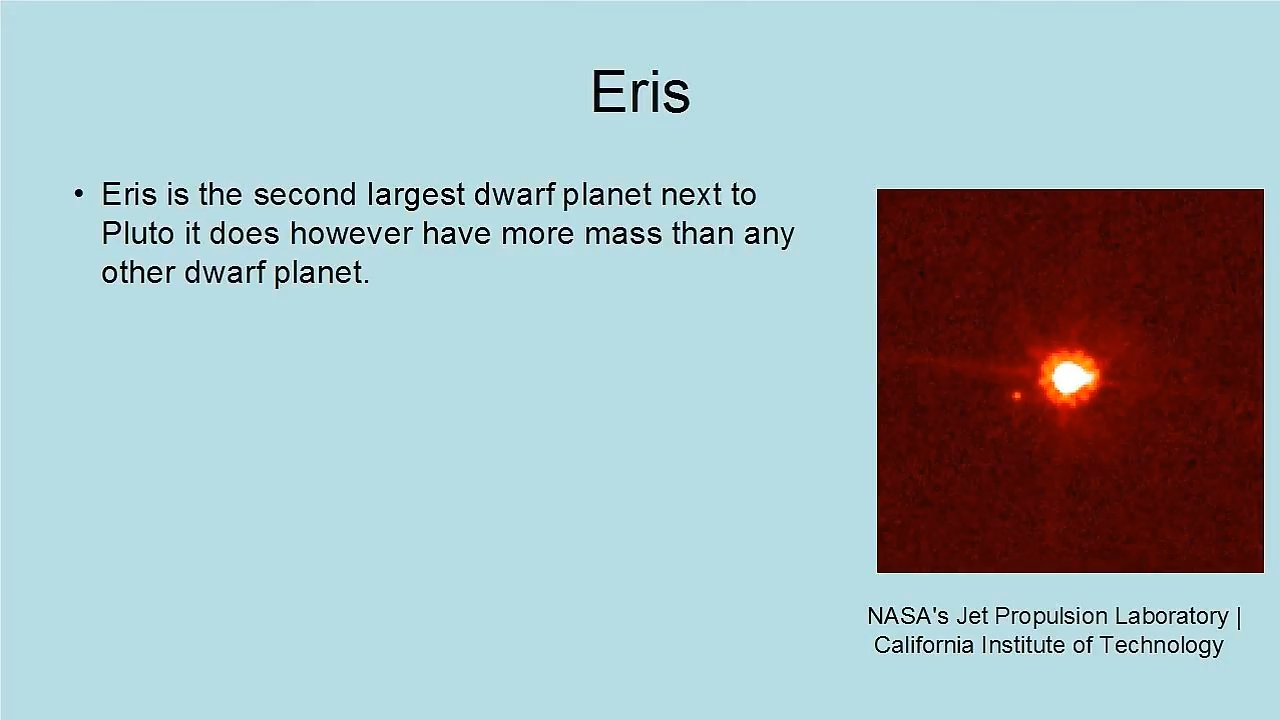 Eris
• Eris is the second largest dwarf planet next to
Pluto it does however have more mass than any
other dwarf planet.
NASA's Jet Propulsion Laboratory |
California Institute of Technology